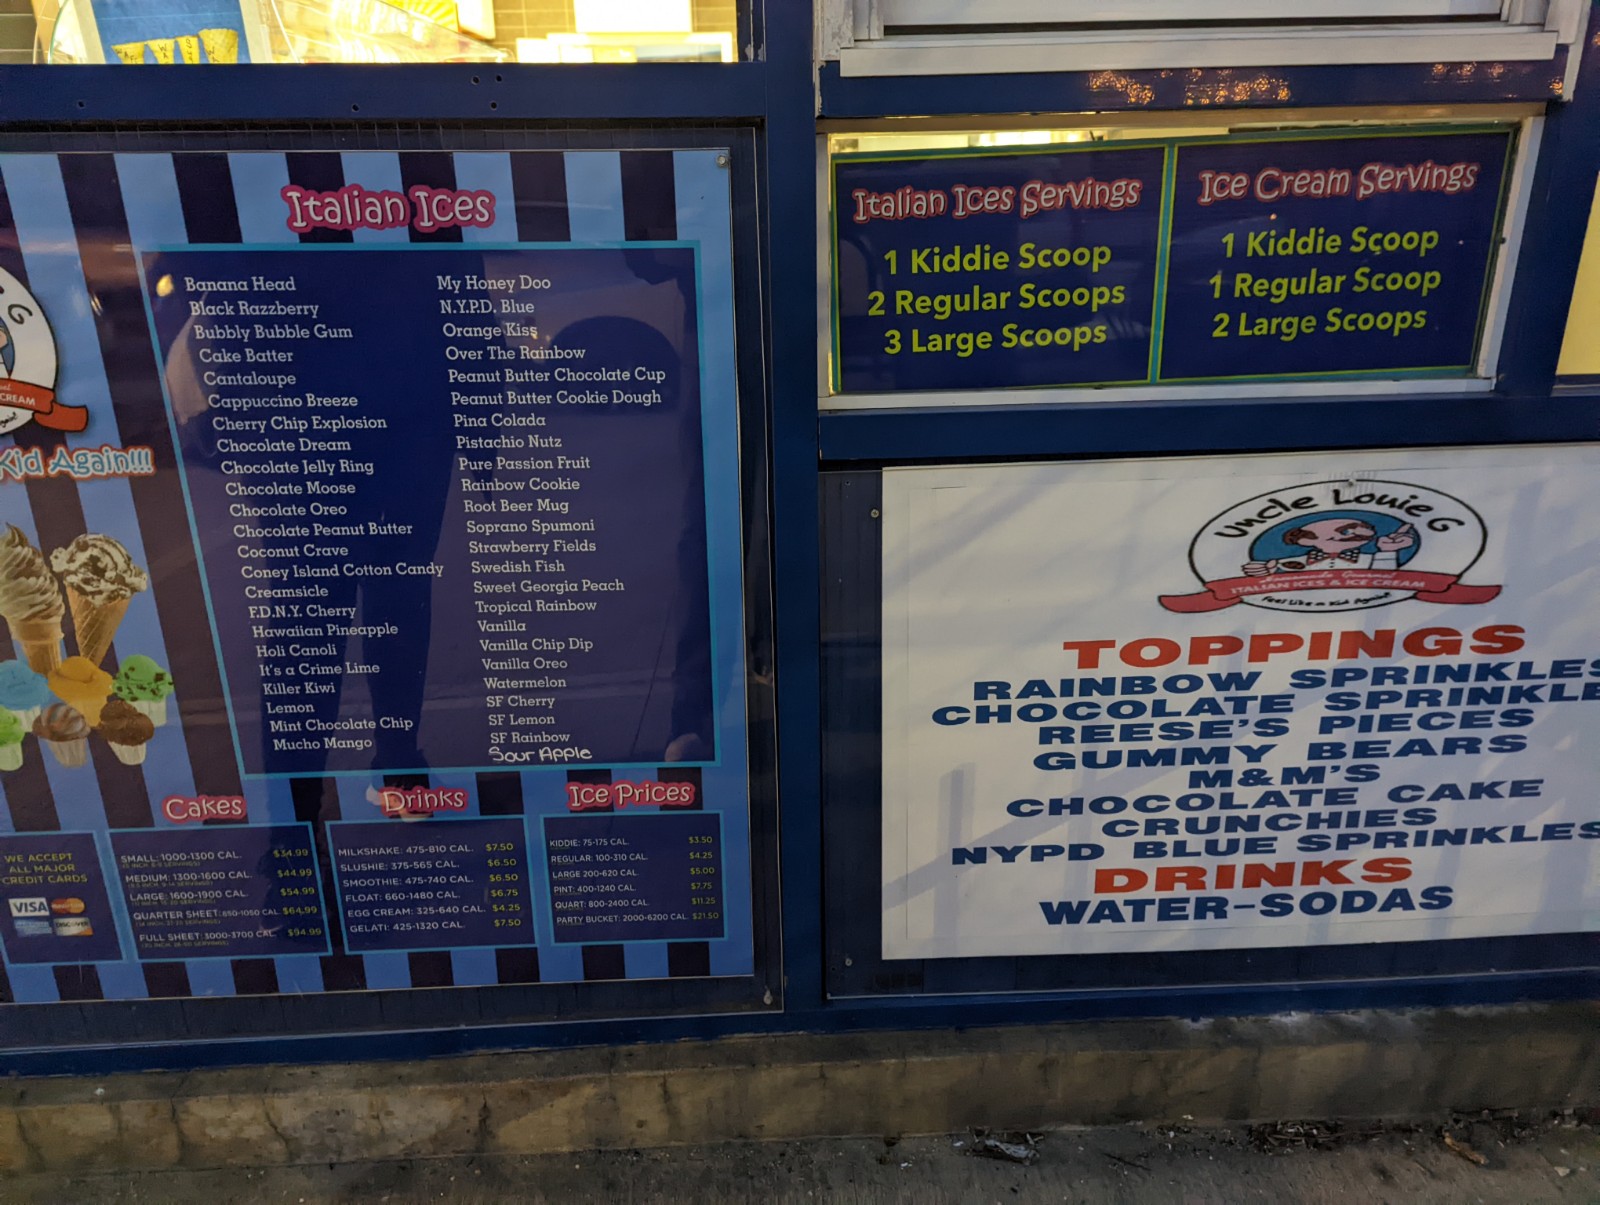 Italian Ices
Banana Head
Black Razzberry
Bubbly Bubble Gum
Cake Batter
Cantaloupe
Cappuccino Breeze
Cherry Chip Explosion
Chocolate Dream
Chocolate Jelly Ring
Chocolate Moose
Chocolate Oreo
Chocolate Peanut Butter
Coconut Crave
Coney Island Cotton Candy
Creamsicle
F.D.N.Y. Cherry
Hawaiian Pineapple
Holi Canoli
It's a Crime Lime
Killer Kiwi
Lemon
Mint Chocolate Chip
Mucho Mango
My Honey Doo
N.Y.P.D. Blue
Orange Kiss
Over The Rainbow
Peanut Butter Chocolate Cup
Peanut Butter Cookie Dough
Pina Colada
Pistachio Nutz
Pure Passion Fruit
Rainbow Cookie
Root Beer Mug
Soprano Spumoni
Strawberry Fields
Swedish Fish
Sweet Georgia Peach
Tropical Rainbow
Vanilla
Vanilla Chip Dip
Vanilla Oreo
Watermelon
SF Cherry
SF Lemon
SF Rainbow
Sour Apple
G
CREAM
Kid Again!!!
WE ACCEPT
ALL MAJOR
CREDIT CARDS
VISA
DISCOVER
Cakes
SMALL: 1000-1300 CAL. $34.99
MEDIUM: 1300-1600 CAL. $44.99
LARGE: 1600-1900 CAL. $54.99
QUARTER SHEET: 850-1050 CAL. $64.99
FULL SHEET: 3000-3700 CAL. $94.99
Drinks
MILKSHAKE: 475-810 CAL. $7.50
SLUSHIE: 375-565 CAL. $6.50
SMOOTHIE: 475-740 CAL. $6.50
FLOAT: 660-1480 CAL. $6.75
EGG CREAM: 325-640 CAL. $4.25
GELATI: 425-1320 CAL. $7.50
Ice Prices
KIDDIE: 75-175 CAL. $3.50
REGULAR: 100-310 CAL. $4.25
LARGE 200-620 CAL. $5.00
PINT: 400-1240 CAL. $7.75
QUART: 800-2400 CAL. $11.25
PARTY BUCKET: 2000-6200 CAL. $21.50
Italian Ices Servings
1 Kiddie Scoop
2 Regular Scoops
3 Large Scoops
Ice Cream Servings
1 Kiddie Scoop
1 Regular Scoop
2 Large Scoops
Uncle Louie G
Homemade Gourmet
ITALIAN ICES & ICE CREAM
Feel Like a Kid Again!!
TOPPINGS
RAINBOW SPRINKLES
CHOCOLATE SPRINKLE
REESE'S PIECES
GUMMY BEARS
M&M'S
CHOCOLATE CAKE
CRUNCHIES
NYPD BLUE SPRINKLES
DRINKS
WATER-SODAS